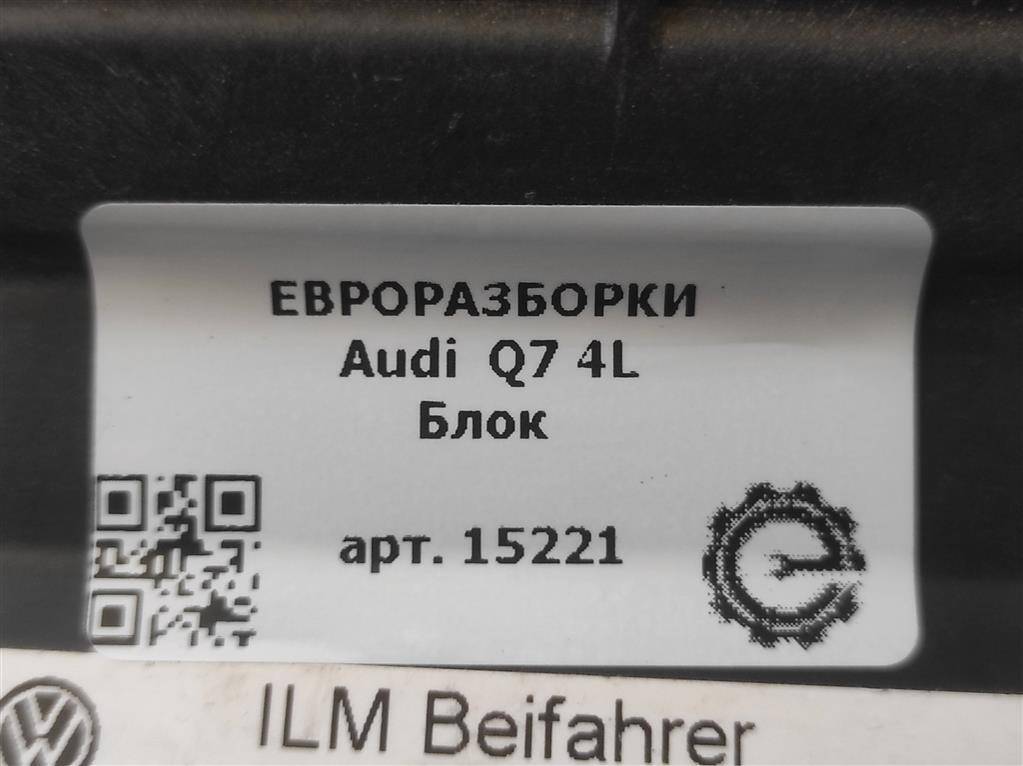 ЕВРОРАЗБОРКИ
Audi Q7 4L
Блок
арт. 15221
ILM Beifahrer